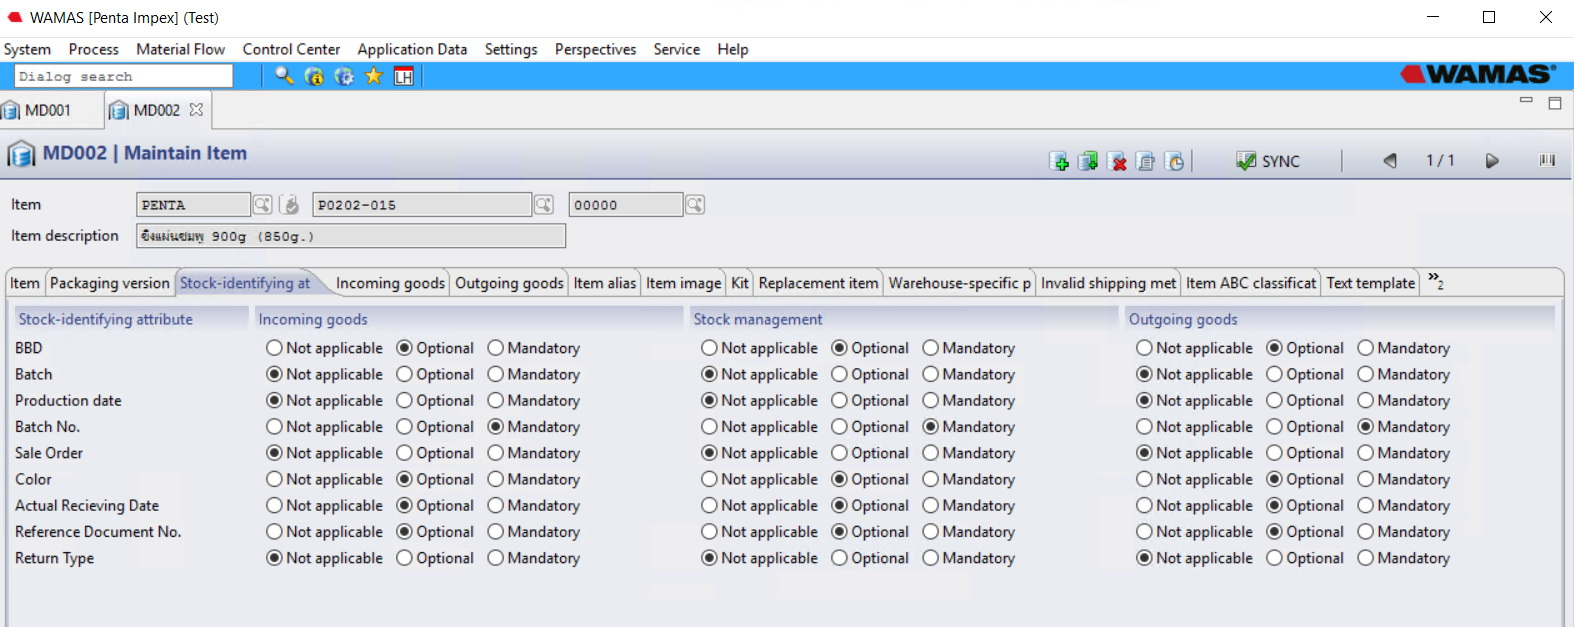 WAMAS [Penta Impex] (Test)
System Process Material Flow Control Center Application Data Settings Perspectives Service Help
Dialog search LH WAMAS
MD001 MD002
MD002 | Maintain Item SYNC 1 / 1
Item PENTA P0202-015 00000
Item description 900g (850g.)
Item Packaging version Stock-identifying at Incoming goods Outgoing goods Item alias Item image Kit Replacement item Warehouse-specific p Invalid shipping met Item ABC classificat Text template »2
Stock-identifying attribute Incoming goods Stock management Outgoing goods
BBD Not applicable Optional Mandatory Not applicable Optional Mandatory Not applicable Optional Mandatory
Batch Not applicable Optional Mandatory Not applicable Optional Mandatory Not applicable Optional Mandatory
Production date Not applicable Optional Mandatory Not applicable Optional Mandatory Not applicable Optional Mandatory
Batch No. Not applicable Optional Mandatory Not applicable Optional Mandatory Not applicable Optional Mandatory
Sale Order Not applicable Optional Mandatory Not applicable Optional Mandatory Not applicable Optional Mandatory
Color Not applicable Optional Mandatory Not applicable Optional Mandatory Not applicable Optional Mandatory
Actual Recieving Date Not applicable Optional Mandatory Not applicable Optional Mandatory Not applicable Optional Mandatory
Reference Document No. Not applicable Optional Mandatory Not applicable Optional Mandatory Not applicable Optional Mandatory
Return Type Not applicable Optional Mandatory Not applicable Optional Mandatory Not applicable Optional Mandatory